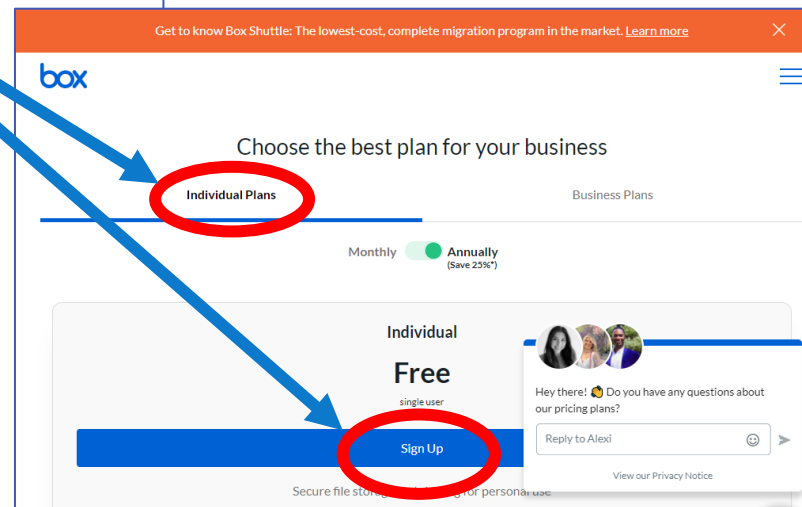 Get to know Box Shuttle: The lowest-cost, complete migration program in the market. Learn more
box
Choose the best plan for your business
Individual Plans
Business Plans
Monthly
Annually
(Save 25%*)
Individual
Free
single user
Sign Up
Secure file for personal use
Hey there! 👏 Do you have any questions about
our pricing plans?
Reply to Alexi
View our Privacy Notice